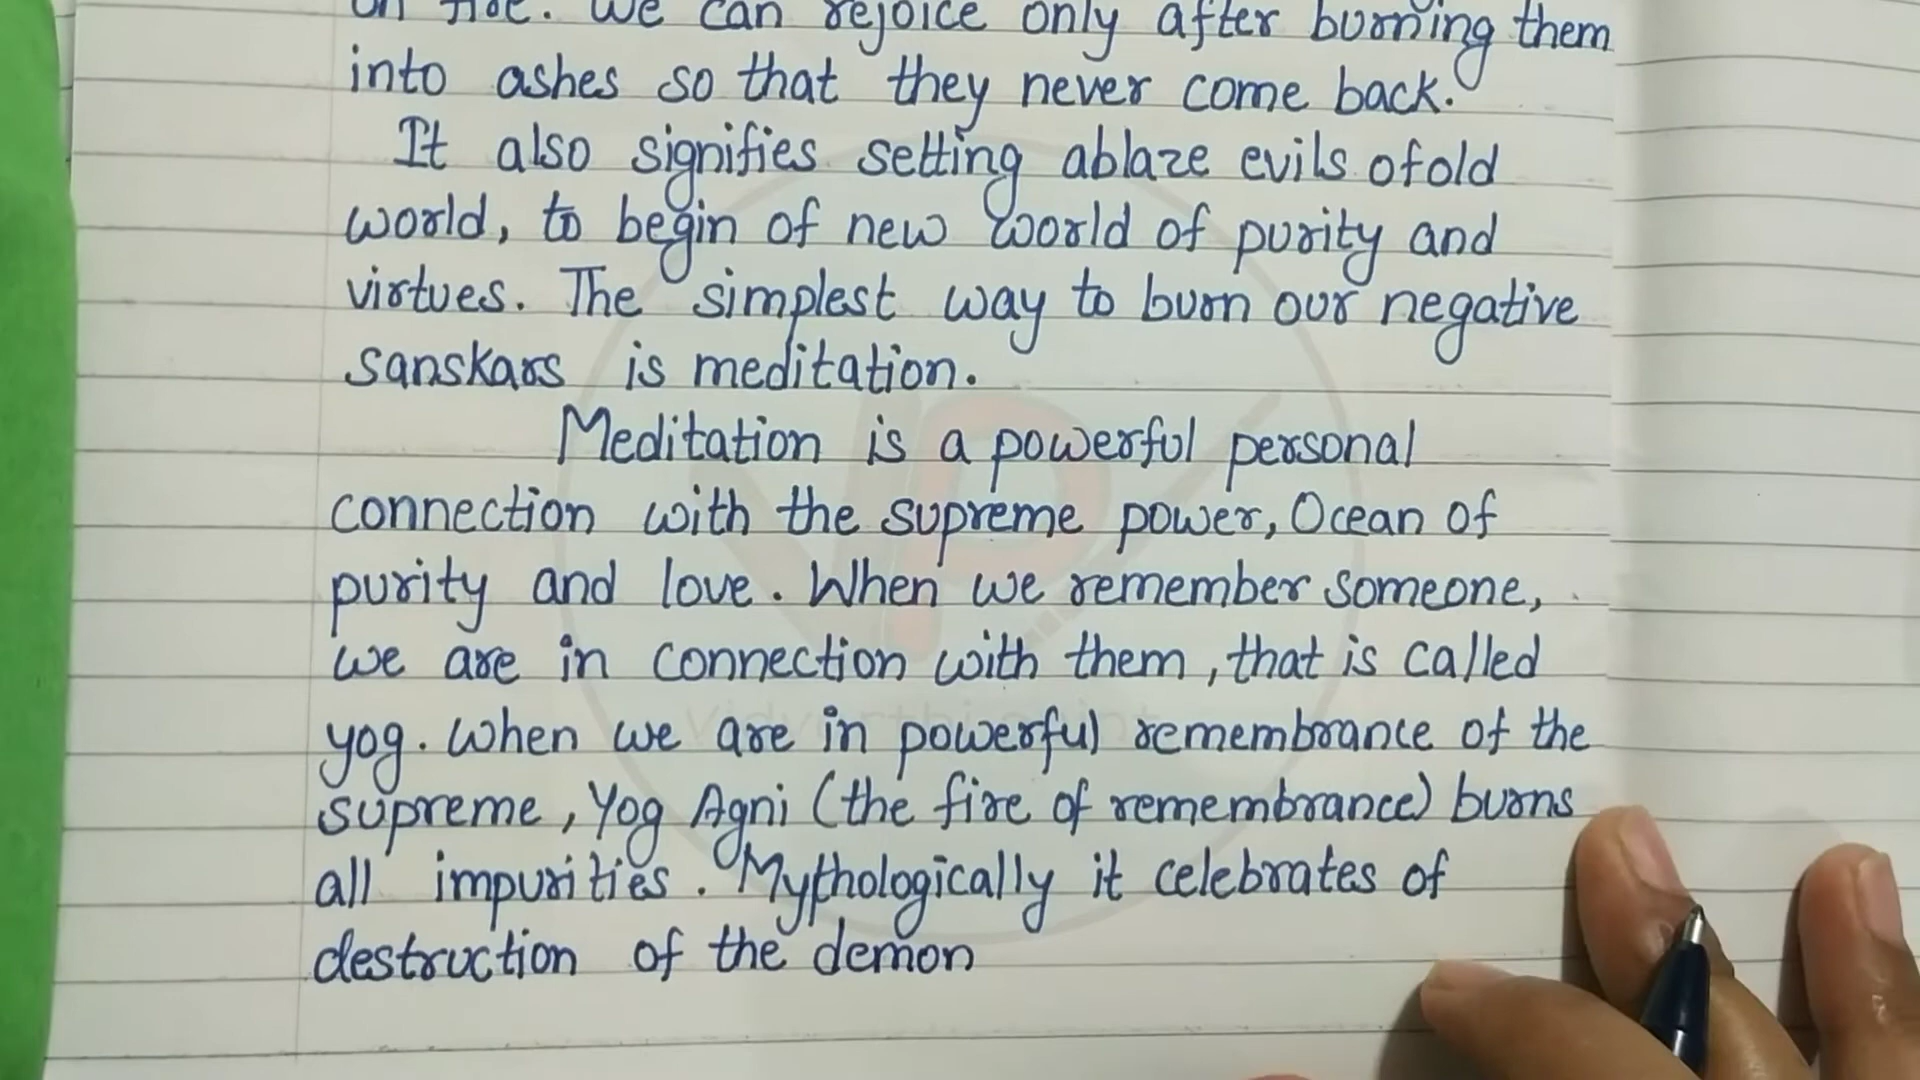 on fire. We can rejoice only after burning them
into ashes so that they never come back.
It also signifies setting ablaze evils of old
world, to begin of new world of purity and
virtues. The simplest way to burn our negative
sanskars is meditation.
Meditation is a powerful personal
connection with the supreme power, Ocean of
purity and love. When we remember someone,
we are in connection with them, that is called
yog. When we are in powerful remembrance of the
supreme, Yog Agni (the fire of remembrance) burns
all impurities. Mythologically it celebrates of
destruction of the demon